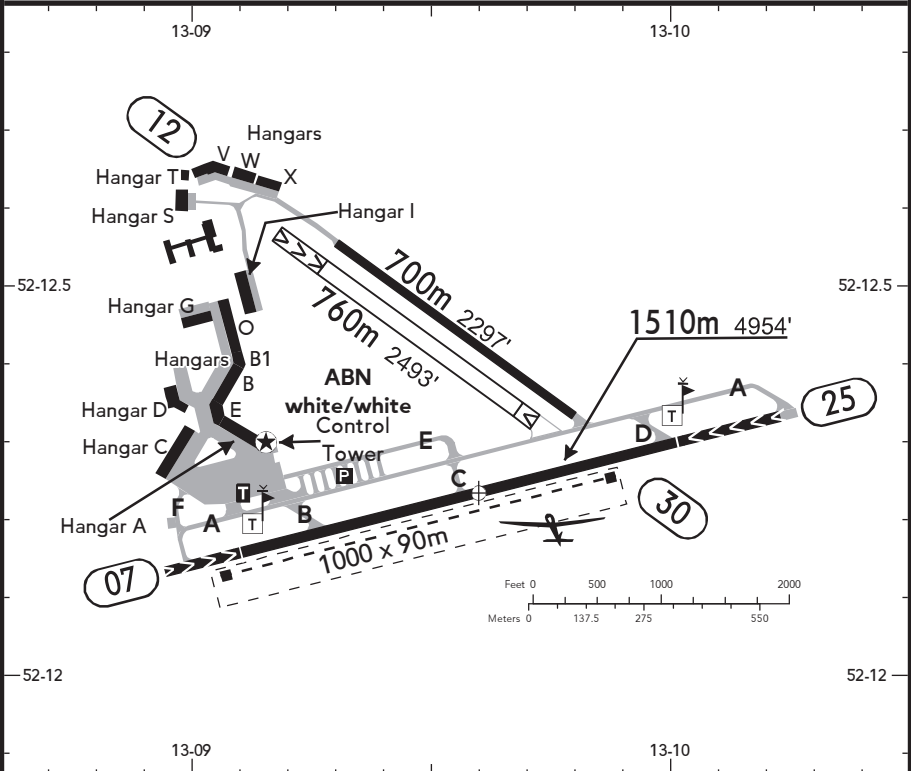 13-09
13-10
12
Hangars
V
W
X
Hangar T
Hangar S
Hangar I
52-12.5
52-12.5
700m 2297'
Hangar G
760m 2493'
1510m 4954'
O
Hangars
B1
B
ABN
white/white
Control
Tower
A
25
Hangar D
E
T
D
E
Hangar C
P
C
T
F
A
B
T
30
Hangar A
1000 x 90m
07
Feet 0 500 1000 2000
Meters 0 137.5 275 550
52-12
52-12
13-09
13-10